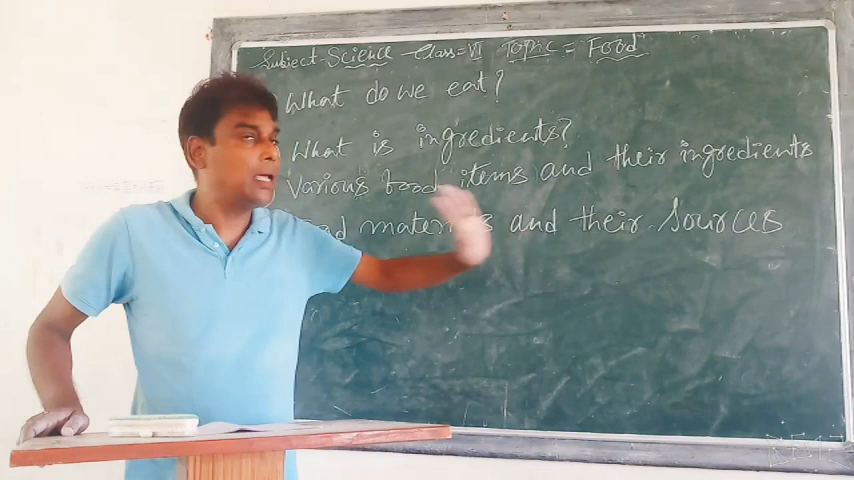 Subject-Science Class=VI Topic = Food
What do we eat?
What is ingredients?
Various food items and their ingredients
and their Sources